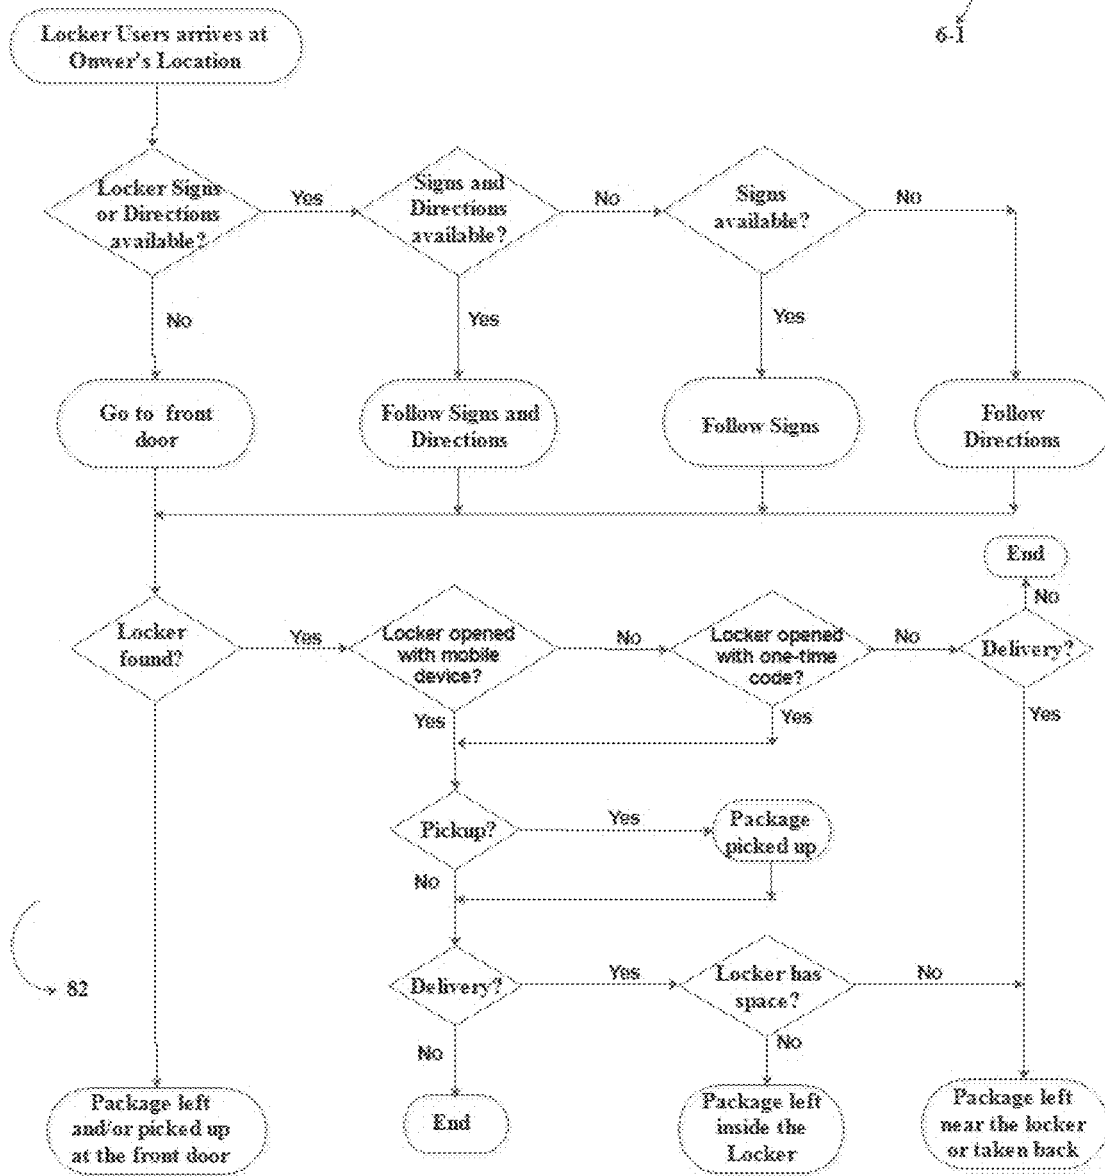 Locker Users arrives at
Onwer's Location
6-1
Locker Signs
or Directions
available?
Yes
Signs and
Directions
available?
No
Signs
available?
No
No
Yes
Yes
Go to front
door
Follow Signs and
Directions
Follow Signs
Follow
Directions
End
No
Locker
found?
Yes
Locker opened
with mobile
device?
No
Locker opened
with one-time
code?
No
Delivery?
Yes
Yes
Yes
Pickup?
Yes
Package
picked up
No
82
Delivery?
Yes
Locker has
space?
No
No
No
Package left
and/or picked up
at the front door
End
Package left
inside the
Locker
Package left
near the locker
or taken back